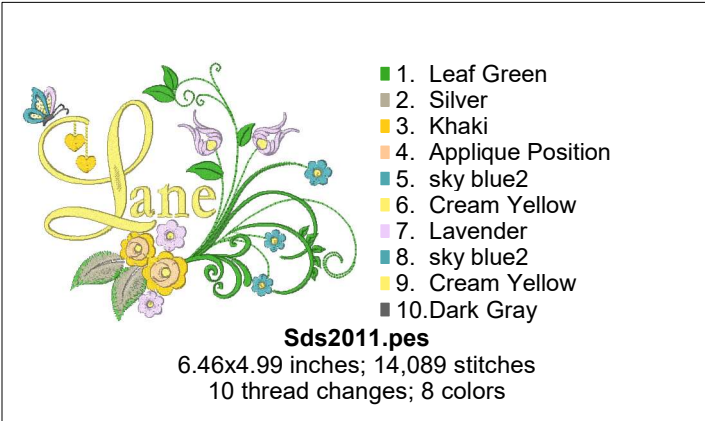 Lane
1. Leaf Green
2. Silver
3. Khaki
4. Applique Position
5. sky blue2
6. Cream Yellow
7. Lavender
8. sky blue2
9. Cream Yellow
10.Dark Gray
Sds2011.pes
6.46x4.99 inches; 14,089 stitches
10 thread changes; 8 colors